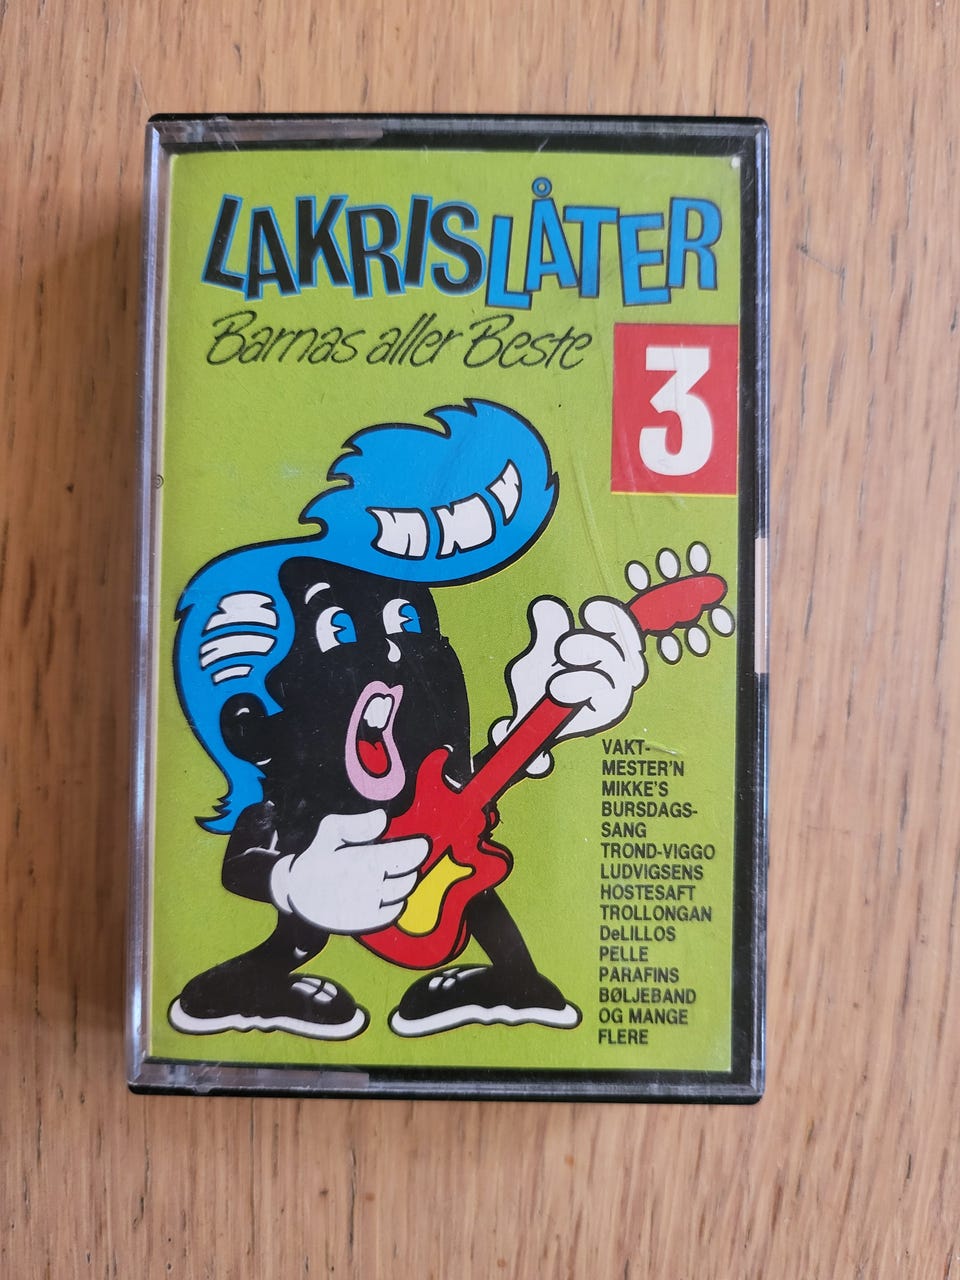 LAKRISLÅTER
Barnas aller Beste
3
VAKT-
MESTER'N
MIKKE'S
BURSDAGS-
SANG
TROND-VIGGO
LUDVIGSENS
HOSTESAFT
TROLLONGAN
DeLILLOS
PELLE
PARAFINS
BØLJEBAND
OG MANGE
FLERE